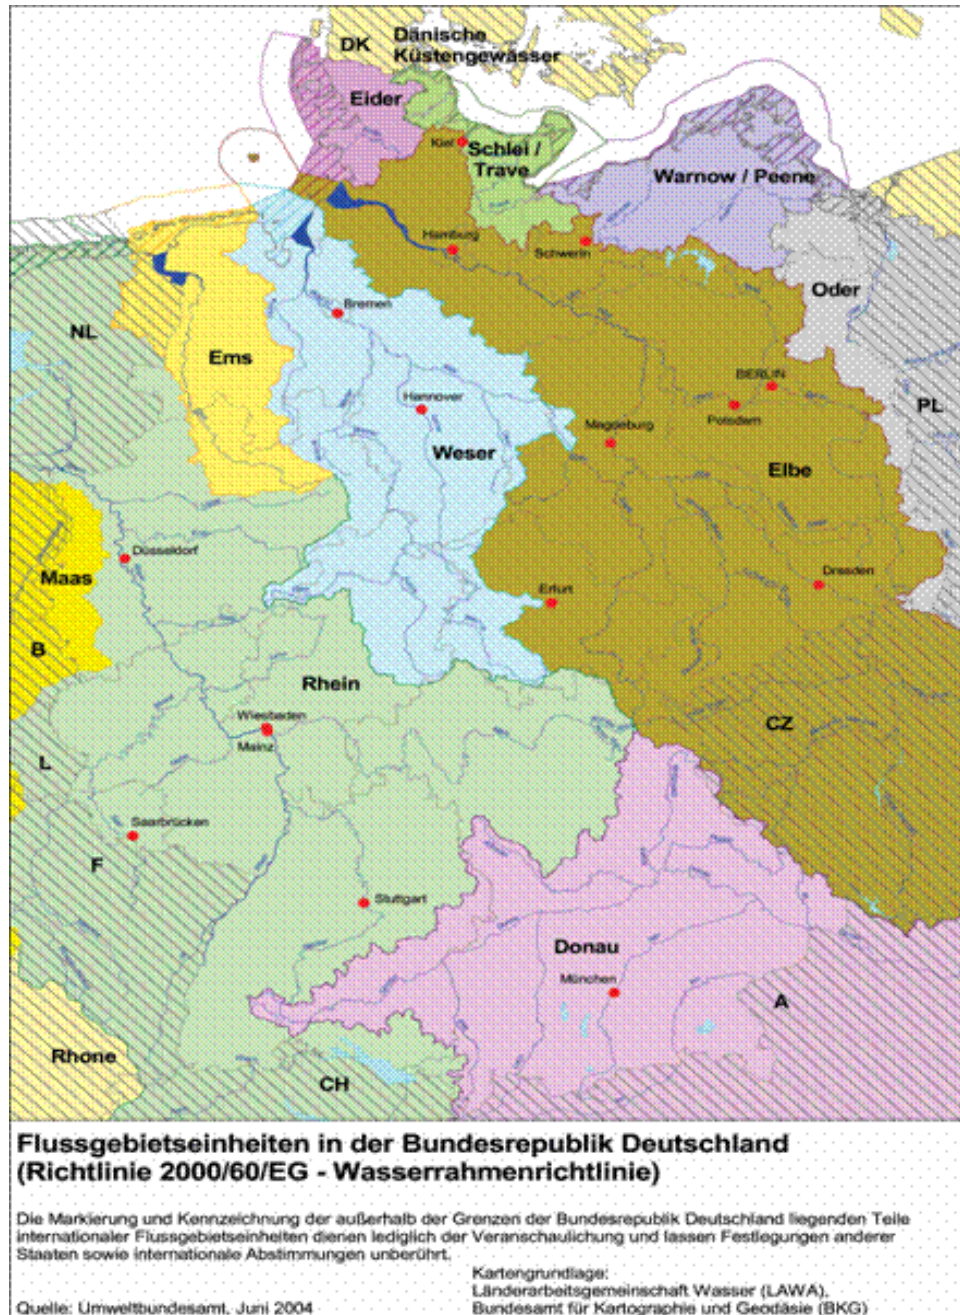 DK
Dänische
Küstengewässer
Eider
Kiel
Schlei /
Trave
Warnow / Peene
Hamburg
Schwerin
Oder
NL
Bremen
Ems
BERLIN
Hannover
Potsdam
PL
Magdeburg
Weser
Elbe
Düsseldorf
Maas
Dresden
Erfurt
B
Rhein
Wiesbaden
CZ
Mainz
L
Saarbrücken
F
Stuttgart
Donau
München
A
Rhone
CH
Flussgebietseinheiten in der Bundesrepublik Deutschland
(Richtlinie 2000/60/EG - Wasserrahmenrichtlinie)
Die Markierung und Kennzeichnung der außerhalb der Grenzen der Bundesrepublik Deutschland liegenden Teile
internationaler Flussgebietseinheiten dienen lediglich der Veranschaulichung und lassen Festlegungen anderer
Staaten sowie internationale Abstimmungen unberührt.
Kartengrundlage:
Länderarbeitsgemeinschaft Wasser (LAWA),
Quelle: Umweltbundesamt, Juni 2004
Bundesamt für Kartographie und Geodäsie (BKG)